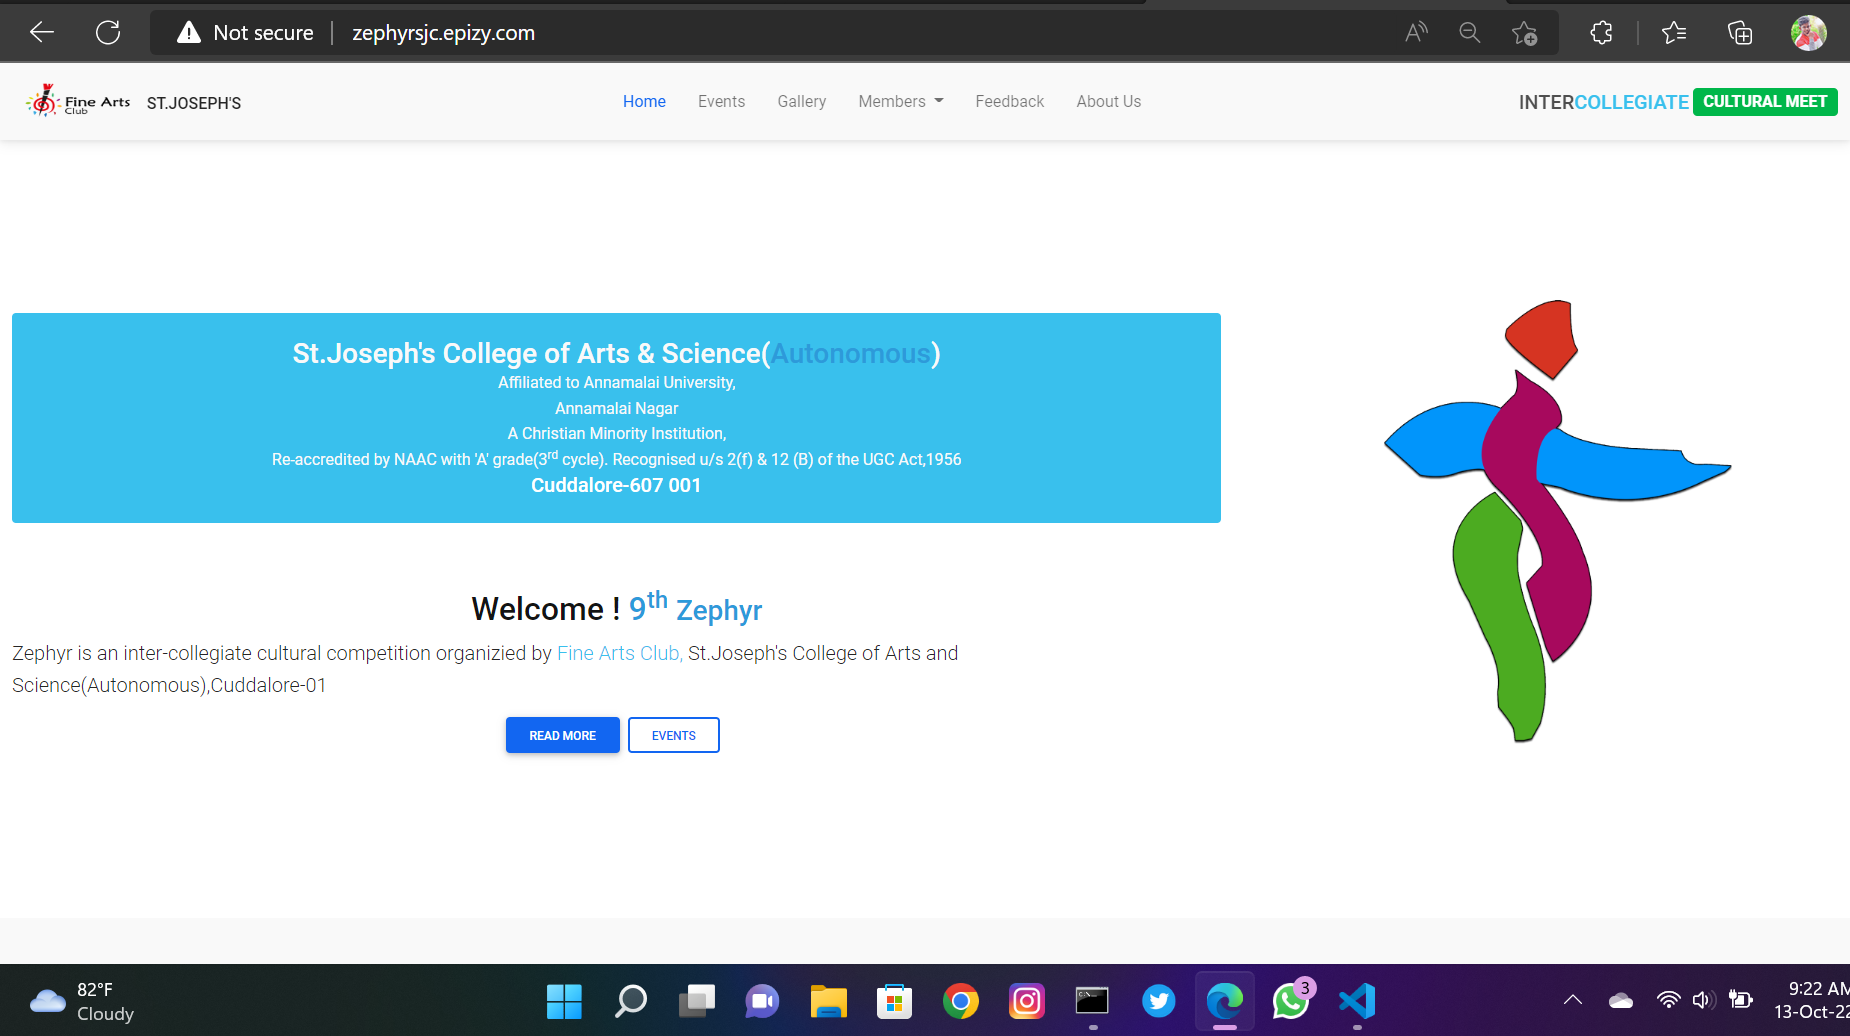 Not secure | zephyrsjc.epizy.com
Fine Arts
Club
ST.JOSEPH'S
Home Events Gallery Members Feedback About Us
INTERCOLLEGIATE CULTURAL MEET
St.Joseph's College of Arts & Science(Autonomous)
Affiliated to Annamalai University,
Annamalai Nagar
A Christian Minority Institution,
Re-accredited by NAAC with 'A' grade(3rd cycle). Recognised u/s 2(f) & 12 (B) of the UGC Act,1956
Cuddalore-607 001
Welcome ! 9th Zephyr
Zephyr is an inter-collegiate cultural competition organizied by Fine Arts Club, St.Joseph's College of Arts and
Science(Autonomous),Cuddalore-01
READ MORE EVENTS
82°F
Cloudy
3
9:22 AM
13-Oct-22